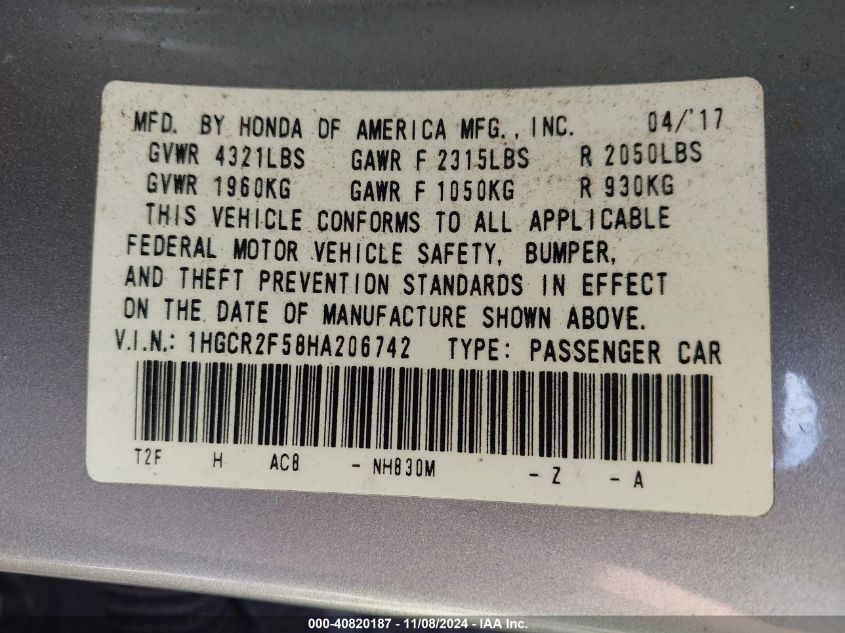 MFD. BY HONDA OF AMERICA MFG., INC. 04/'17
GVWR 4321LBS GAWR F 2315LBS R 2050LBS
GVWR 1960KG GAWR F 1050KG R 930KG
THIS VEHICLE CONFORMS TO ALL APPLICABLE
FEDERAL MOTOR VEHICLE SAFETY, BUMPER,
AND THEFT PREVENTION STANDARDS IN EFFECT
ON THE DATE OF MANUFACTURE SHOWN ABOVE.
V.I.N.: 1HGCR2F58HA206742 TYPE: PASSENGER CAR
T2F H AC8 - NH830M - Z - A
000-40820187 - 11/08/2024 - IAA Inc.